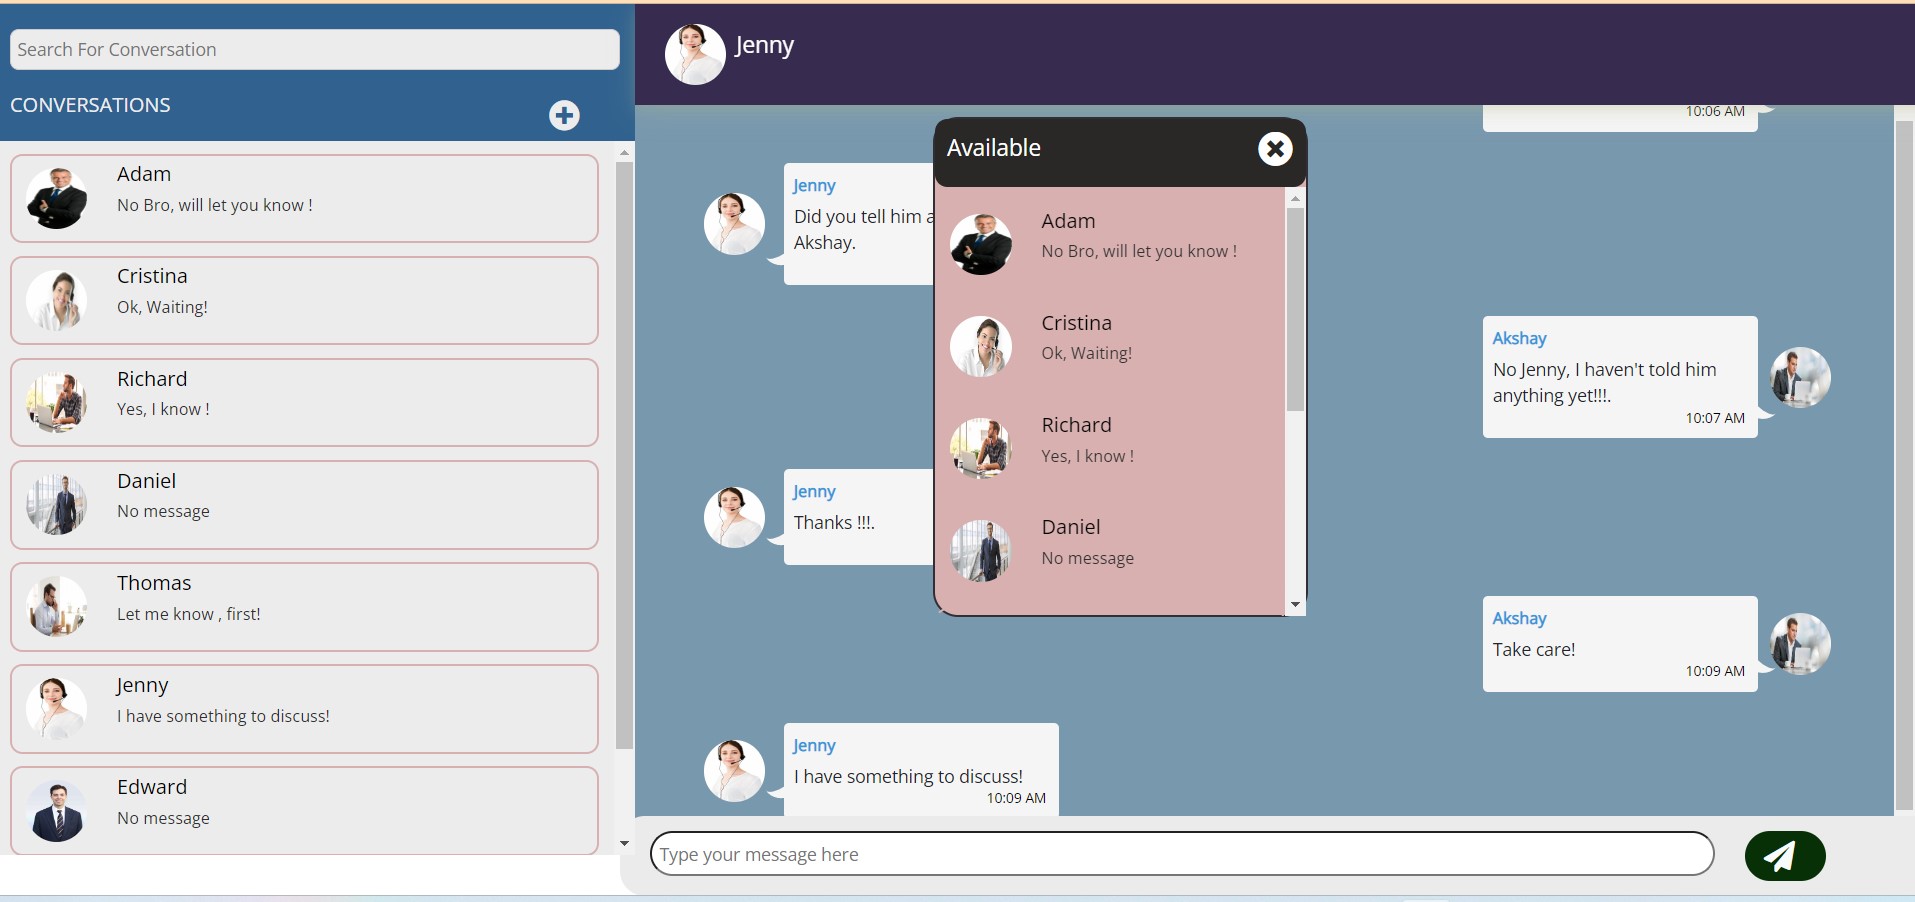 Search For Conversation
CONVERSATIONS
Adam
No Bro, will let you know !
Cristina
Ok, Waiting!
Richard
Yes, I know !
Daniel
No message
Thomas
Let me know , first!
Jenny
I have something to discuss!
Edward
No message
Jenny
10:06 AM
Jenny
Did you tell him
Akshay.
Akshay
No Jenny, I haven't told him
anything yet!!!.
10:07 AM
Jenny
Thanks !!!.
Akshay
Take care!
10:09 AM
Jenny
I have something to discuss!
10:09 AM
Available
Adam
No Bro, will let you know !
Cristina
Ok, Waiting!
Richard
Yes, I know !
Daniel
No message
Type your message here